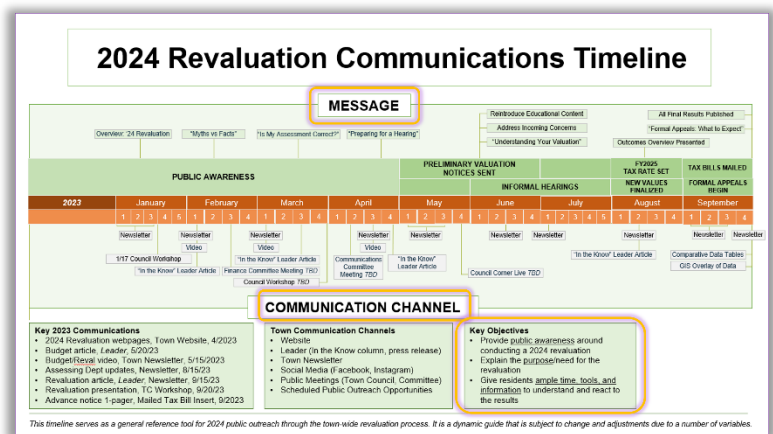 2024 Revaluation Communications Timeline
MESSAGE
Reintroduce Educational Content
All Final Results Published
Address Incoming Concerns
"Formal Appeals: What to Expect"
Overview: '24 Revaluation
"Myths vs Facts"
"Is My Assessment Correct?"
"Preparing for a Hearing"
"Understanding Your Valuation"
Outcomes Overview Presented
PUBLIC AWARENESS
PRELIMINARY VALUATION
NOTICES SENT
FY2025
TAX RATE SET
TAX BILLS MAILED
INFORMAL HEARINGS
NEW VALUES
FINALIZED
FORMAL APPEALS
BEGIN
2023 January February March April May June July August September
1 2 3 4 5 1 2 3 4 1 2 3 4 1 2 3 4 1 2 3 4 1 2 3 4 1 2 3 4 5 1 2 3 4 1 2 3 4
Newsletter Newsletter Newsletter Newsletter Newsletter Newsletter Newsletter Newsletter Newsletter Newsletter
Video Video Video
1/17 Council Workshop
"In the Know" Leader Article
"In the Know" Leader Article
Finance Committee Meeting TBD
Council Workshop TBD
Communications
Committee
Meeting TBD
"In the Know"
Leader Article
Council Corner Live TBD
"In the Know" Leader Article
Comparative Data Tables
GIS Overlay of Data
COMMUNICATION CHANNEL
Key 2023 Communications
• 2024 Revaluation webpages, Town Website, 4/2023
• Budget article, Leader, 5/20/23
• Budget/Reval video, Town Newsletter, 5/15/2023
• Assessing Dept updates, Newsletter, 8/15/23
• Revaluation article, Leader, 9/15/23
• Revaluation presentation, TC Workshop, 9/20/23
• Advance notice 1-pager, Mailed Tax Bill Insert, 9/2023
Town Communication Channels
• Website
• Leader (In the Know column, press release)
• Town Newsletter
• Social Media (Facebook, Instagram)
• Public Meetings (Town Council, Committee)
• Scheduled Public Outreach Opportunities
Key Objectives
• Provide public awareness around
conducting a 2024 revaluation
• Explain the purpose/need for the
revaluation
• Give residents ample time, tools, and
information to understand and react to
the results
This timeline serves as a general reference tool for 2024 public outreach through the town-wide revaluation process. It is a dynamic guide that is subject to change and adjustments due to a number of variables.